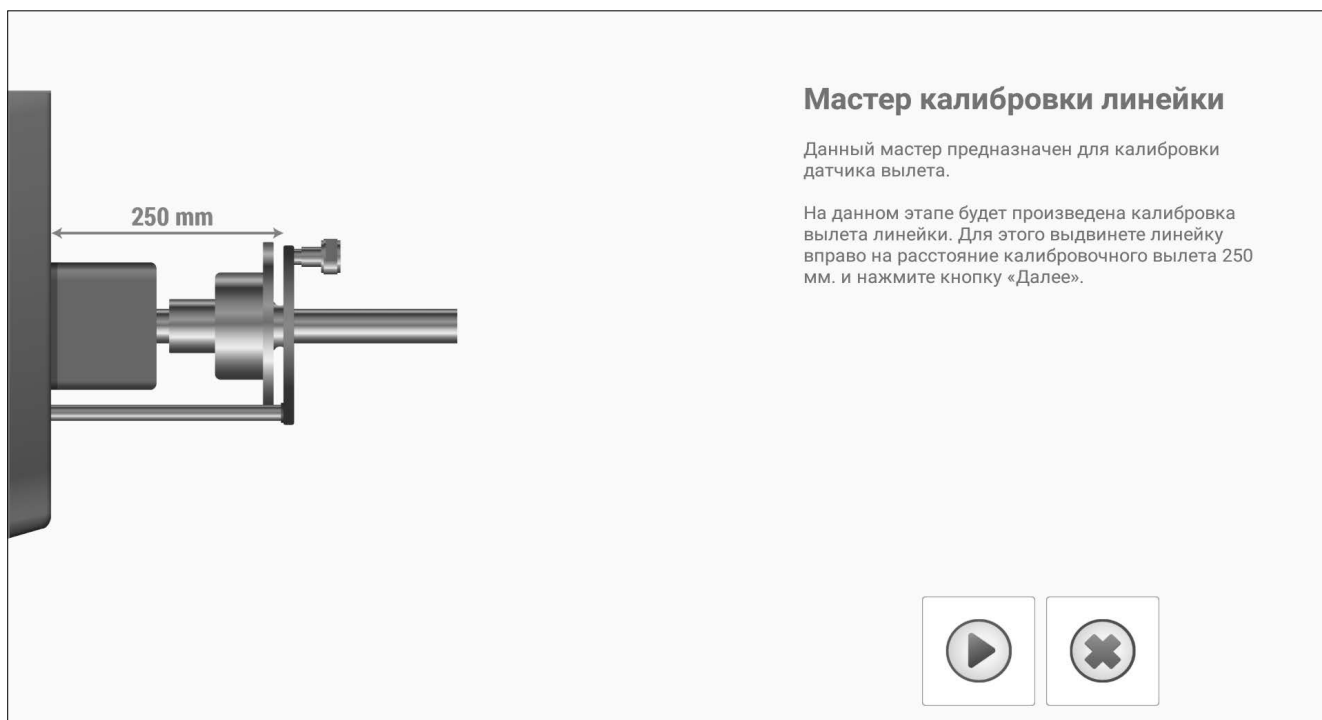 Мастер калибровки линейки
Данный мастер предназначен для калибровки
датчика вылета.
На данном этапе будет произведена калибровка
вылета линейки. Для этого выдвинете линейку
вправо на расстояние калибровочного вылета 250
мм. и нажмите кнопку «Далее».
250 mm